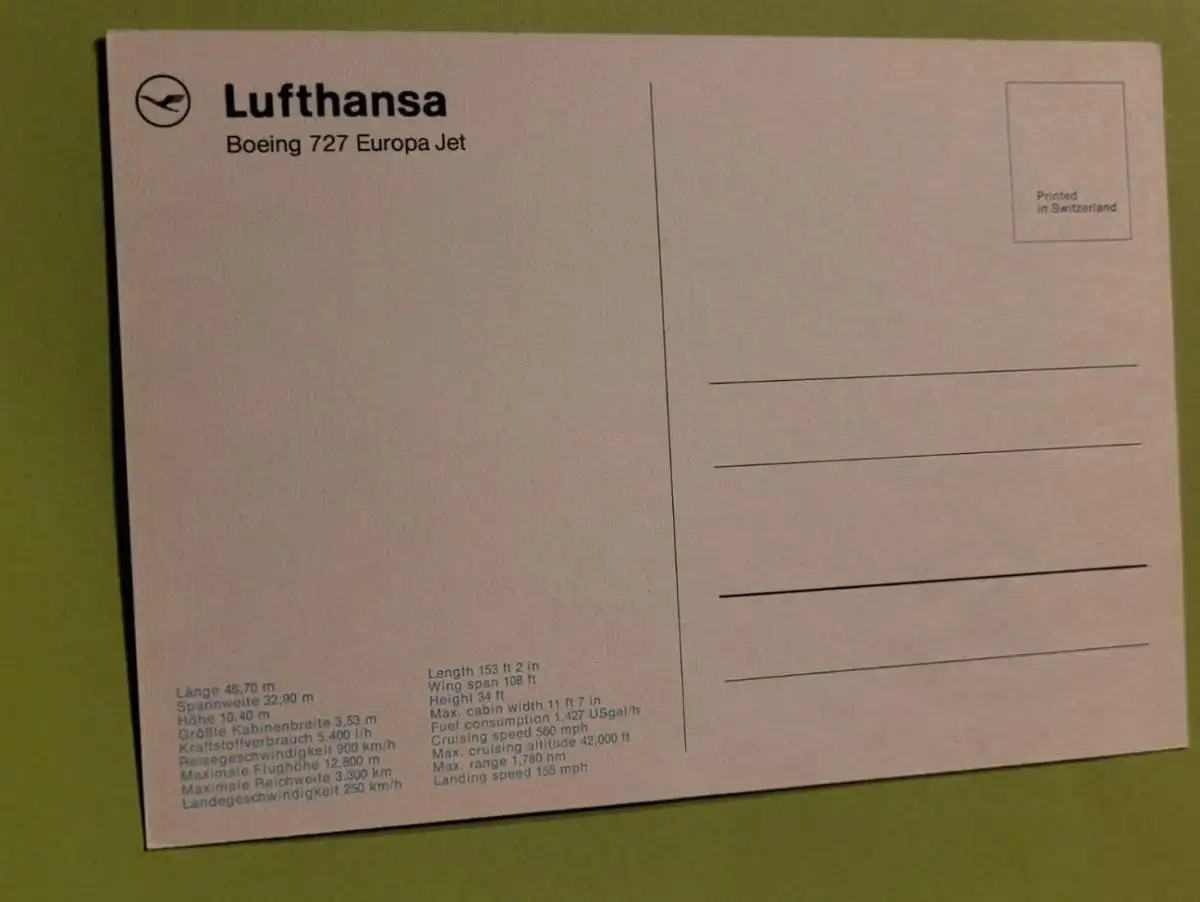 Lufthansa
Boeing 727 Europa Jet
Printed
in Switzerland
Länge 46,70 m
Spannweite 32,90 m
Höhe 10,40 m
Größte Kabinenbreite 3,53 m
Kraftstoffverbrauch 5.400 l/h
Reisegeschwindigkeit 900 km/h
Maximale Flughöhe 12,800 m
Maximale Reichweite 3.300 km
Landegeschwindigkeit 250 km/h
Length 153 ft 2 in
Wing span 108 ft
Height 34 ft
Max. cabin width 11 ft 7 in
Fuel consumption 1,427 USgal/h
Cruising speed 560 mph
Max. cruising altitude 42,000 ft
Max. range 1,780 nm
Landing speed 155 mph